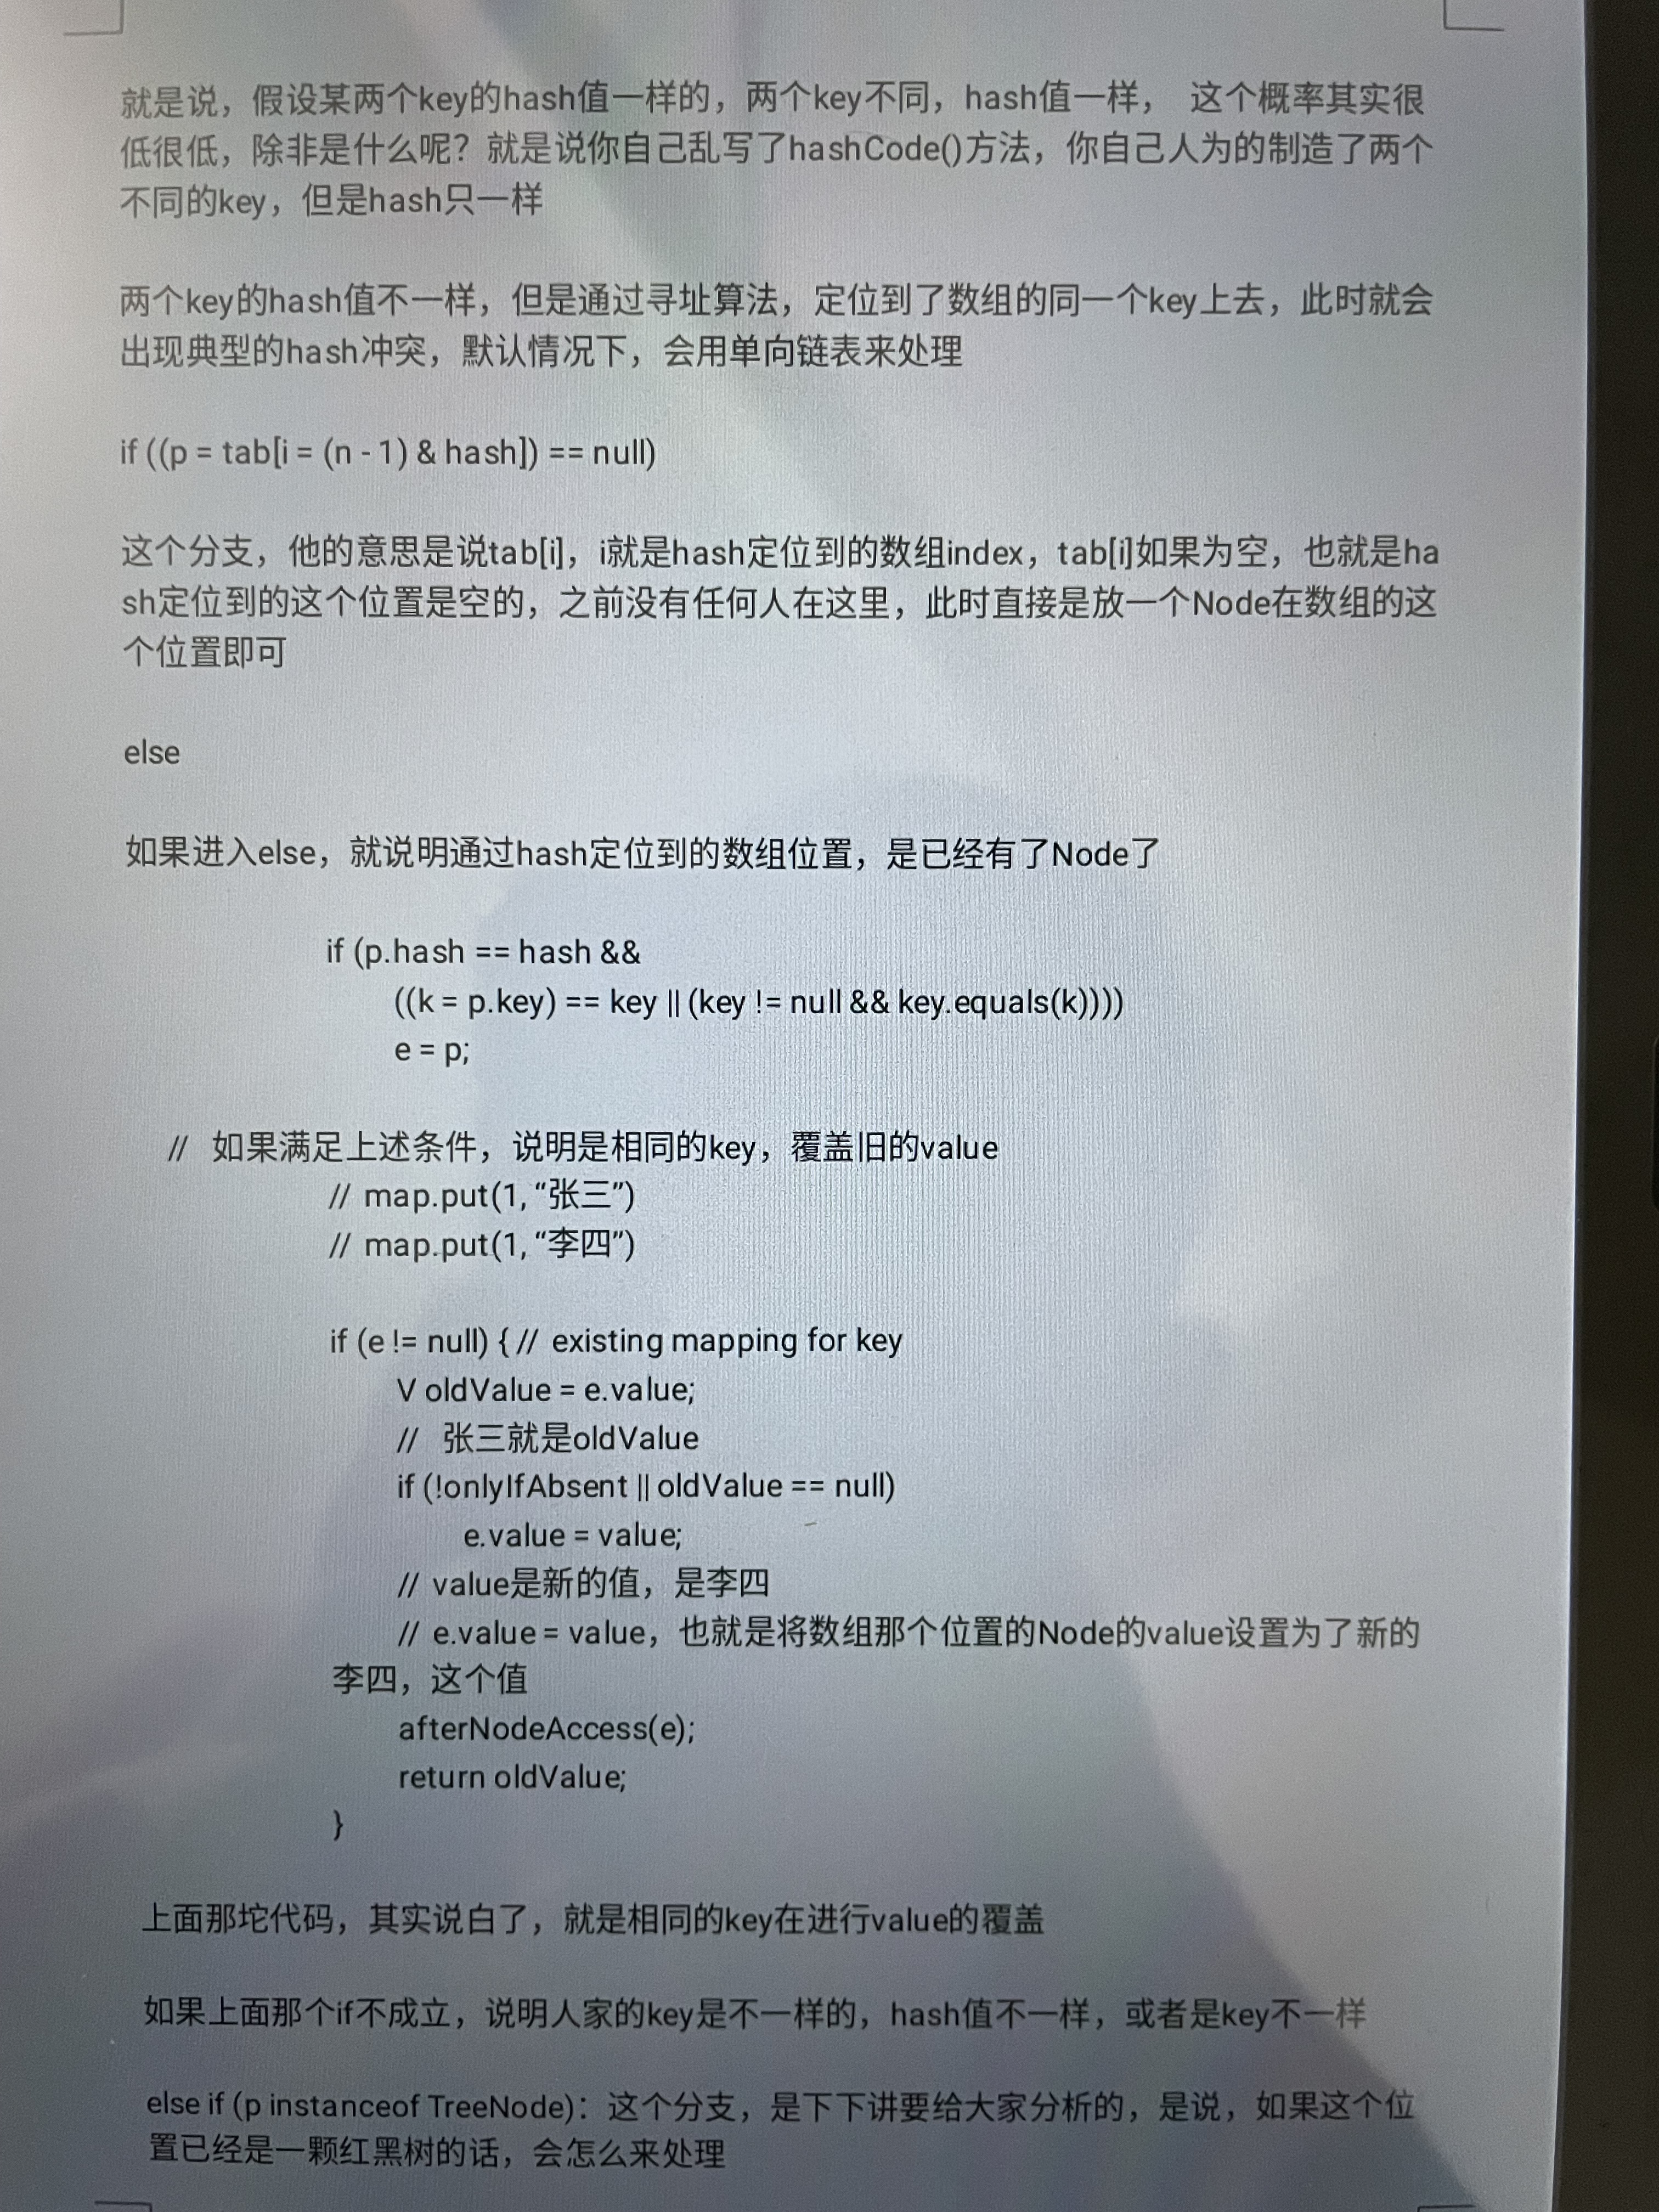 就是说，假设某两个key的hash值一样的，两个key不同，hash值一样， 这个概率其实很
低很低，除非是什么呢？就是说你自己乱写了hashCode()方法，你自己人为的制造了两个
不同的key，但是hash只一样
两个key的hash值不一样，但是通过寻址算法，定位到了数组的同一个key上去，此时就会
出现典型的hash冲突，默认情况下，会用单向链表来处理
if ((p = tab[i = (n - 1) & hash]) == null)
这个分支，他的意思是说tab[i]，i就是hash定位到的数组index，tab[i]如果为空，也就是ha
sh定位到的这个位置是空的，之前没有任何人在这里，此时直接是放一个Node在数组的这
个位置即可
else
如果进入else，就说明通过hash定位到的数组位置，是已经有了Node了
if (p.hash == hash &&
((k = p.key) == key || (key != null && key.equals(k))))
e = p;
// 如果满足上述条件，说明是相同的key，覆盖旧的value
// map.put(1, “张三”)
// map.put(1, “李四”)
if (e != null) { // existing mapping for key
V oldValue = e.value;
// 张三就是oldValue
if (!onlyIfAbsent || oldValue == null)
e.value = value;
// value是新的值，是李四
// e.value = value，也就是将数组那个位置的Node的value设置为了新的
李四，这个值
afterNodeAccess(e);
return oldValue;
}
上面那坨代码，其实说白了，就是相同的key在进行value的覆盖
如果上面那个if不成立，说明人家的key是不一样的，hash值不一样，或者是key不一样
else if (p instanceof TreeNode)：这个分支，是下下讲要给大家分析的，是说，如果这个位
置已经是一颗红黑树的话，会怎么来处理